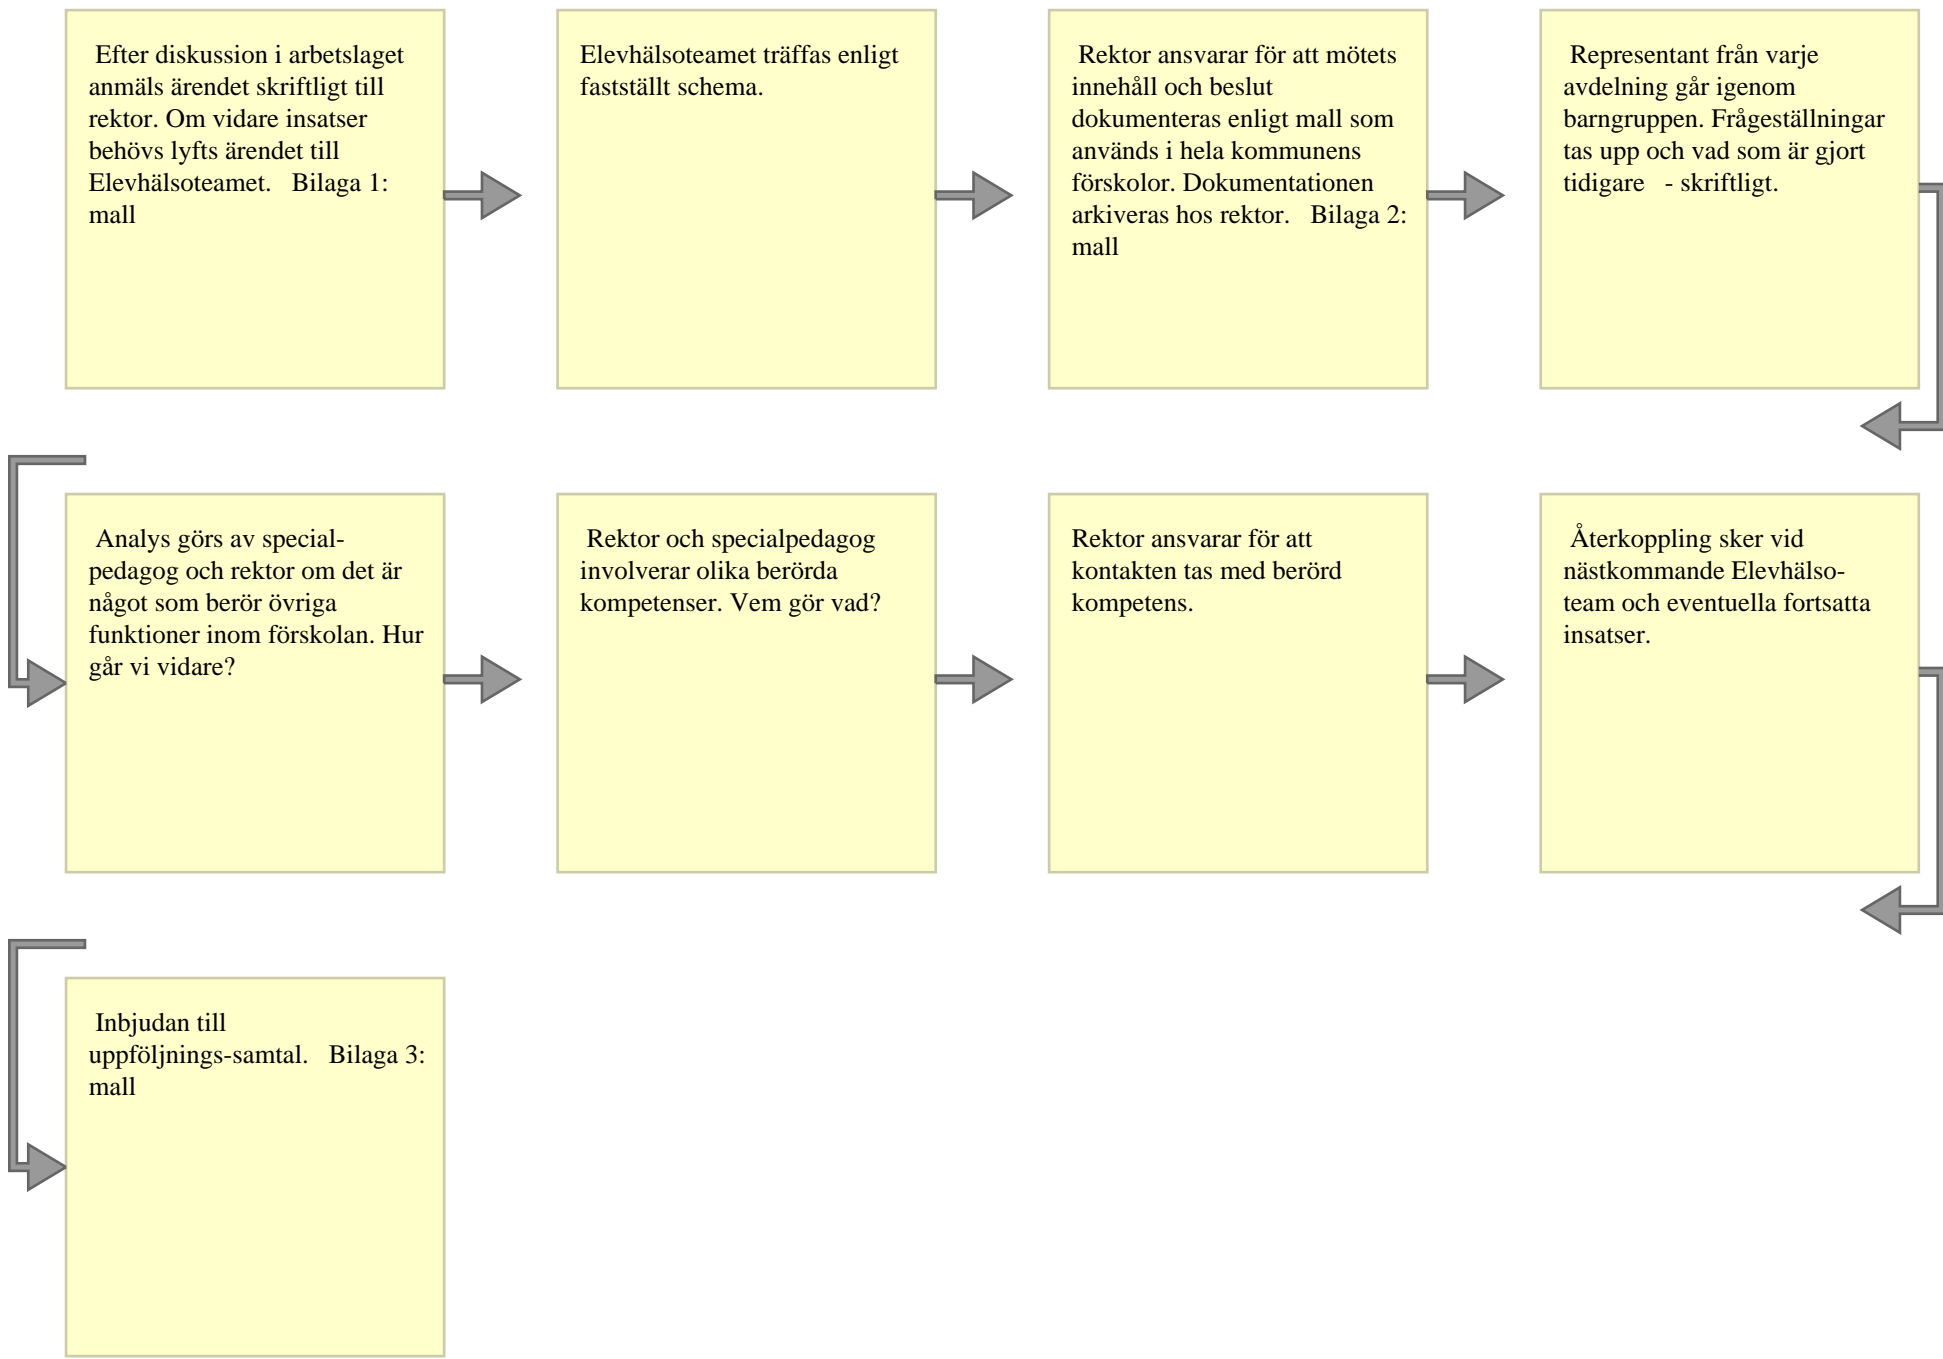 Efter diskussion i arbetslaget
anmäls ärendet skriftligt till
rektor. Om vidare insatser
behövs lyfts ärendet till
Elevhälsoteamet.   Bilaga 1:
mall
Elevhälsoteamet träffas enligt
fastställt schema.
Rektor ansvarar för att mötets
innehåll och beslut
dokumenteras enligt mall som
används i hela kommunens
förskolor. Dokumentationen
arkiveras hos rektor.   Bilaga 2:
mall
Representant från varje
avdelning går igenom
barngruppen. Frågeställningar
tas upp och vad som är gjort
tidigare   - skriftligt.
Analys görs av special-
pedagog och rektor om det är
något som berör övriga
funktioner inom förskolan. Hur
går vi vidare?
Rektor och specialpedagog
involverar olika berörda
kompetenser. Vem gör vad?
Rektor ansvarar för att
kontakten tas med berörd
kompetens.
Återkoppling sker vid
nästkommande Elevhälso-
team och eventuella fortsatta
insatser.
Inbjudan till
uppföljnings-samtal.   Bilaga 3:
mall